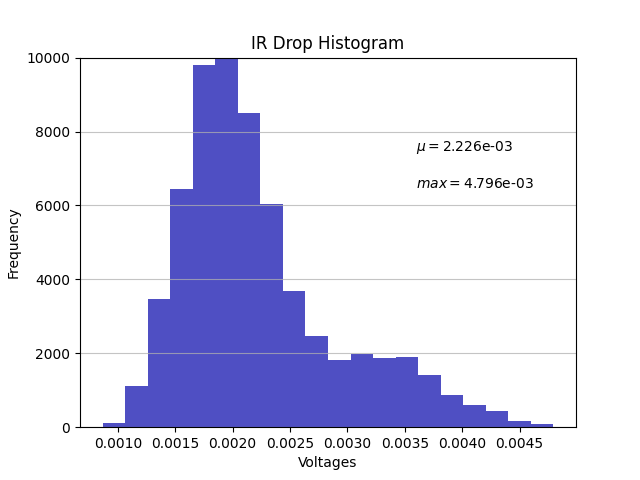 IR Drop Histogram
10000
8000
6000
4000
2000
0
Frequency
μ = 2.226e-03
max = 4.796e-03
0.0010 0.0015 0.0020 0.0025 0.0030 0.0035 0.0040 0.0045
Voltages